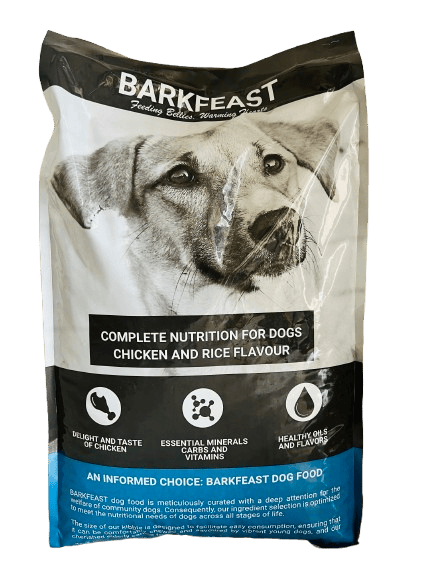 BARKFEAST
Feeding Bellies. Warming Hearts
COMPLETE NUTRITION FOR DOGS
CHICKEN AND RICE FLAVOUR
DELIGHT AND TASTE
OF CHICKEN
ESSENTIAL MINERALS
CARBS AND
VITAMINS
HEALTHY OILS
AND FLAVORS
AN INFORMED CHOICE: BARKFEAST DOG FOOD
BARKFEAST dog food is meticulously curated with a deep attention for the
welfare of community dogs. Consequently, our ingredient selection is optimized
to meet the nutritional needs of dogs across all stages of life.
The size of our kibble is designed to facilitate easy consumption, ensuring that
it can be comfortably chewed and by vibrant young dogs, and our
cherished